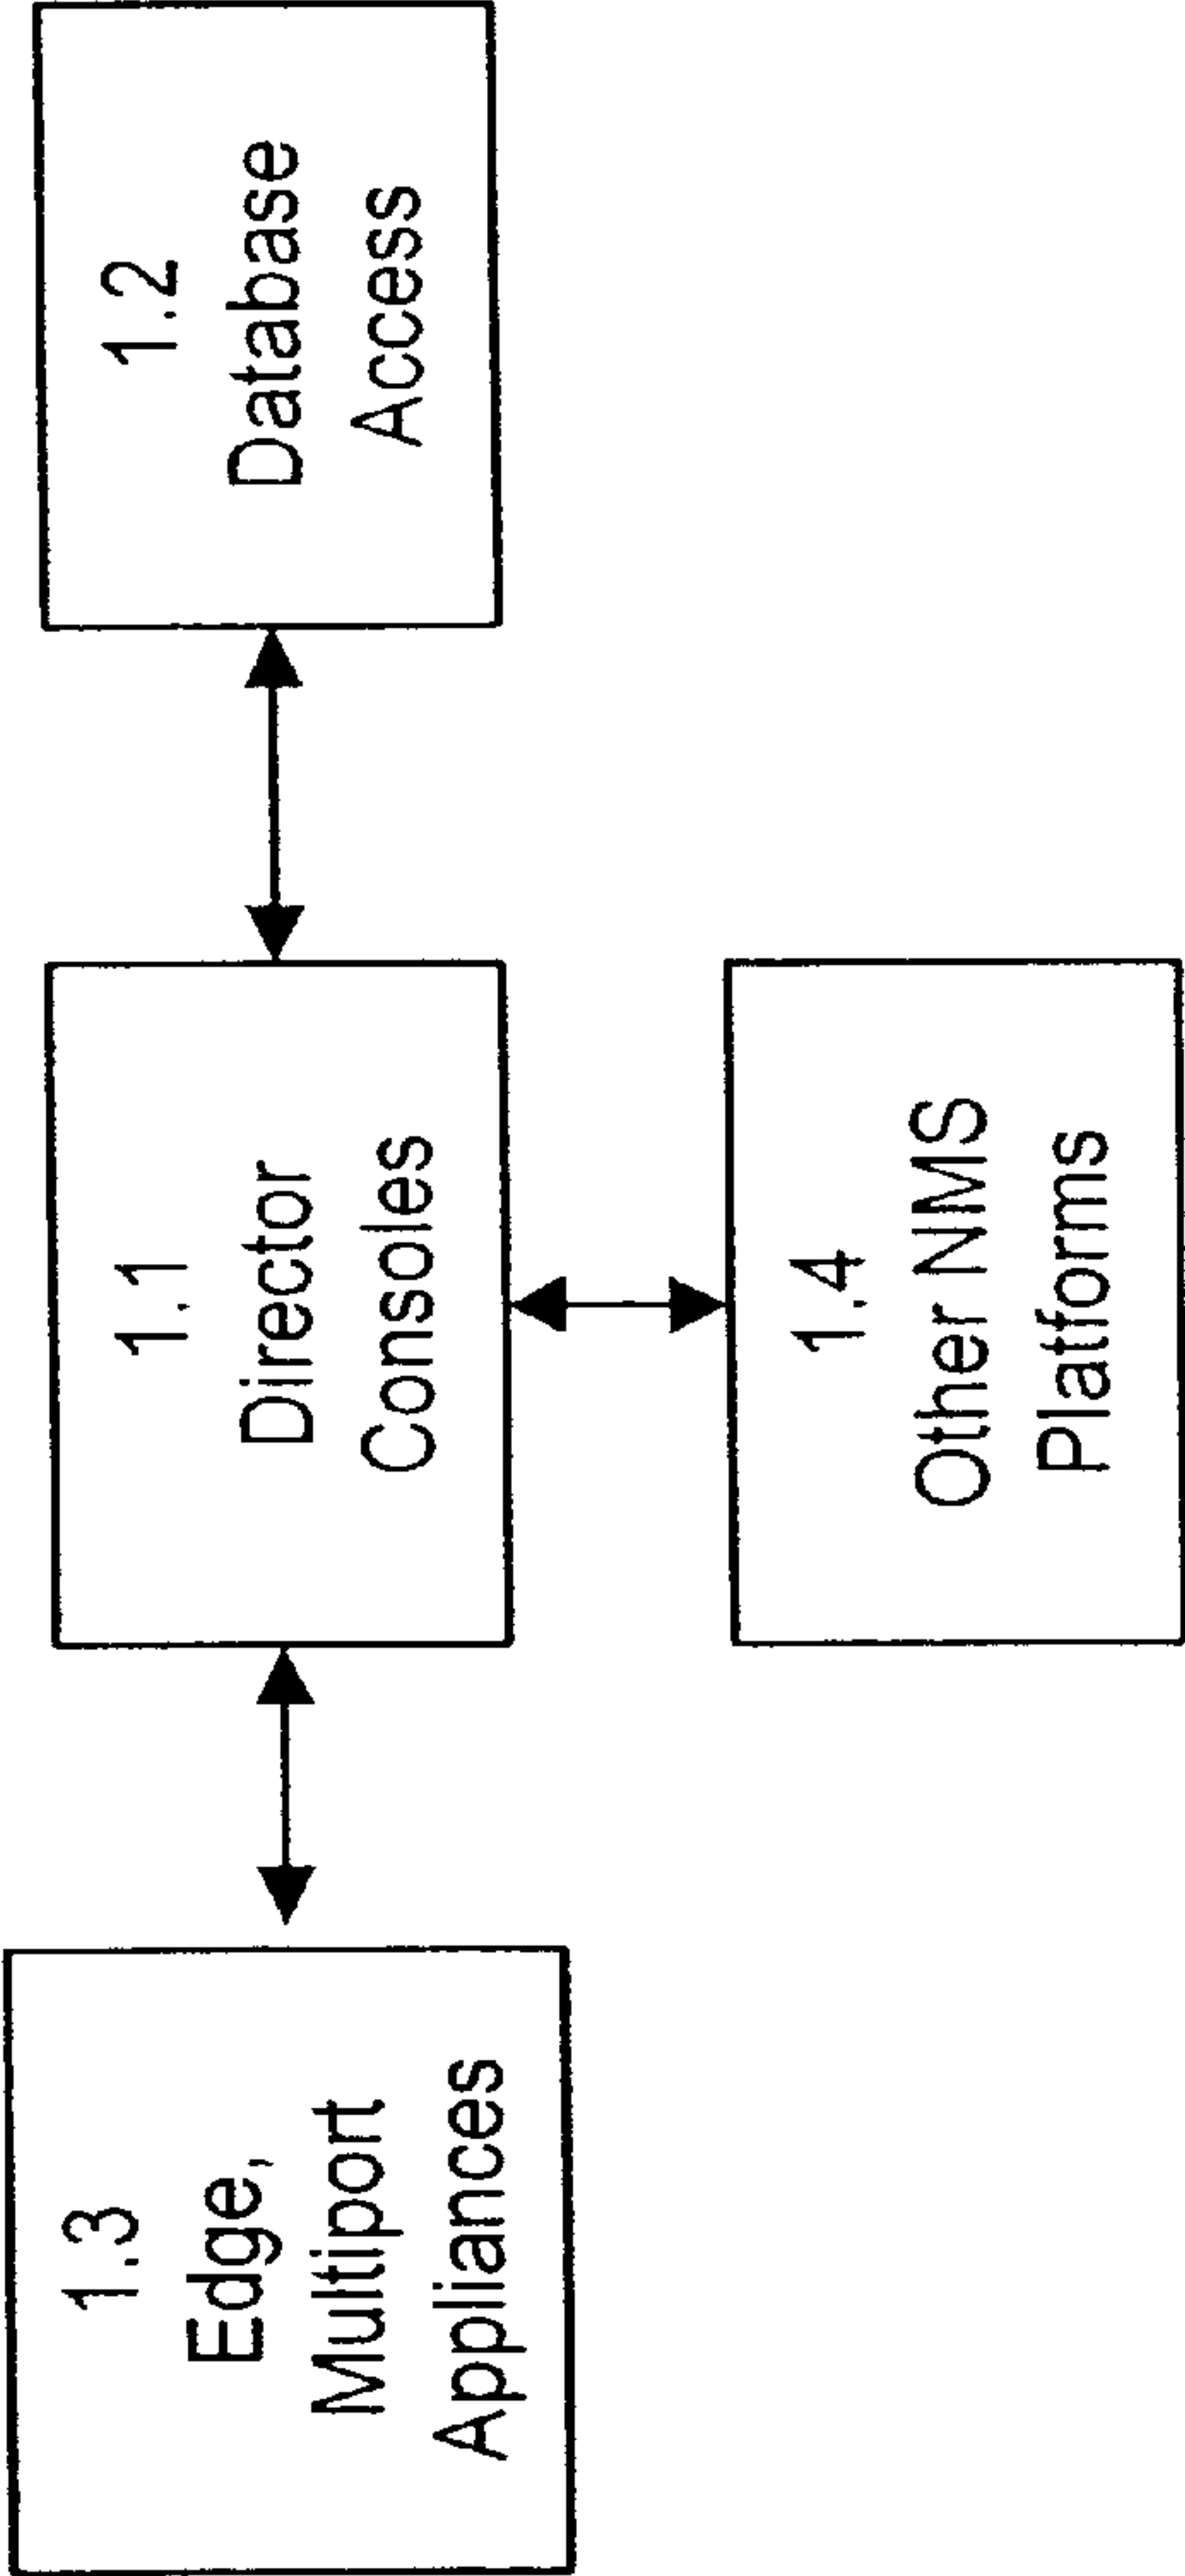 1.3
Edge,
Multiport
Appliances
1.1
Director
Consoles
1.2
Database
Access
1.4
Other NMS
Platforms